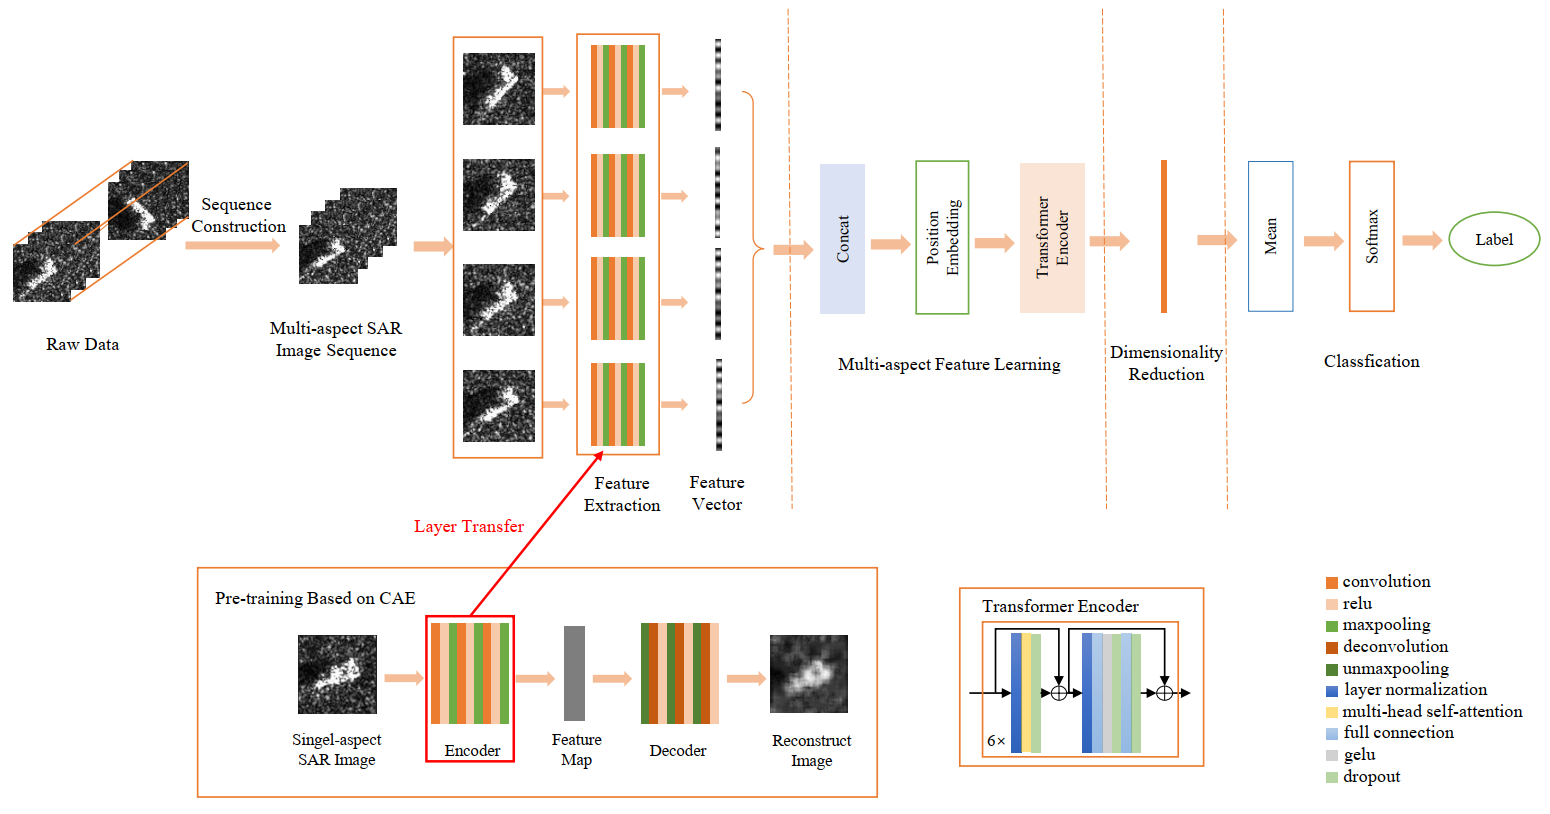 Raw Data
Sequence
Construction
Multi-aspect SAR
Image Sequence
Feature
Extraction
Feature
Vector
Concat
Position
Embedding
Transformer
Encoder
Multi-aspect Feature Learning
Dimensionality
Reduction
Mean
Softmax
Label
Classfication
Layer Transfer
Pre-training Based on CAE
Singel-aspect
SAR Image
Encoder
Feature
Map
Decoder
Reconstruct
Image
Transformer Encoder
6×
convolution
relu
maxpooling
deconvolution
unmaxpooling
layer normalization
multi-head self-attention
full connection
gelu
dropout